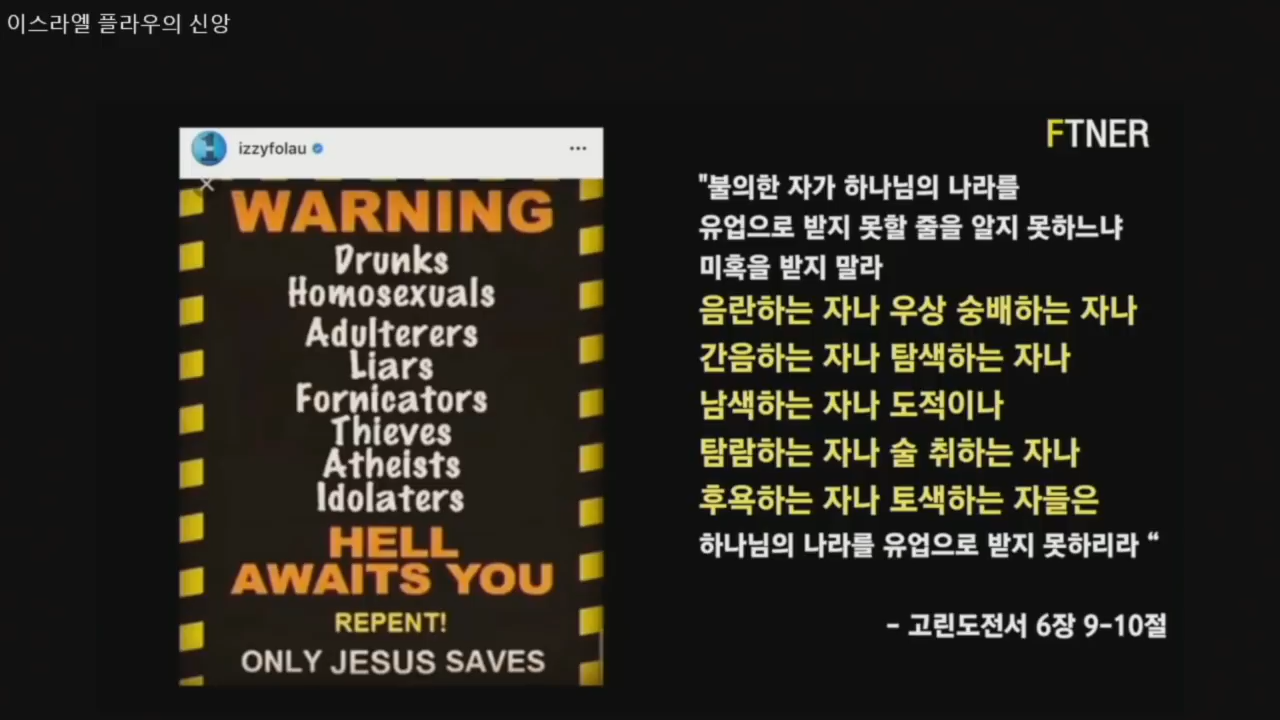 이스라엘 플라우의 신앙
izzyfolau
WARNING
Drunks
Homosexuals
Adulterers
Liars
Fornicators
Thieves
Atheists
Idolaters
HELL
AWAITS YOU
REPENT!
ONLY JESUS SAVES
FTNER
"불의한 자가 하나님의 나라를
유업으로 받지 못할 줄을 알지 못하느냐
미혹을 받지 말라
음란하는 자나 우상 숭배하는 자나
간음하는 자나 탐색하는 자나
남색하는 자나 도적이나
탐람하는 자나 술 취하는 자나
후욕하는 자나 토색하는 자들은
하나님의 나라를 유업으로 받지 못하리라 “
- 고린도전서 6장 9-10절